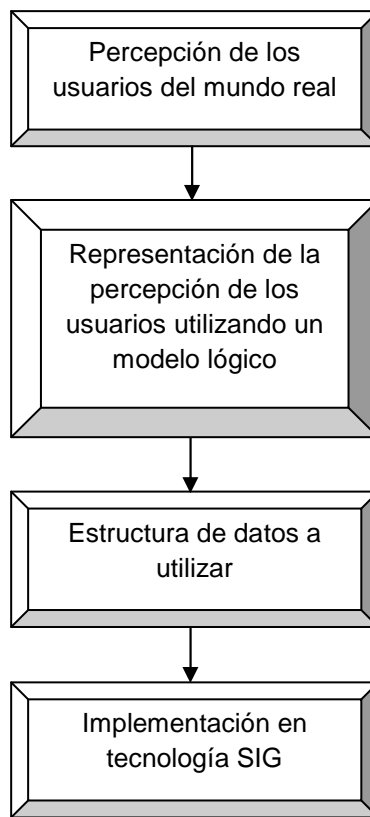 Percepción de los
usuarios del mundo real
Representación de la
percepción de los
usuarios utilizando un
modelo lógico
Estructura de datos a
utilizar
Implementación en
tecnología SIG